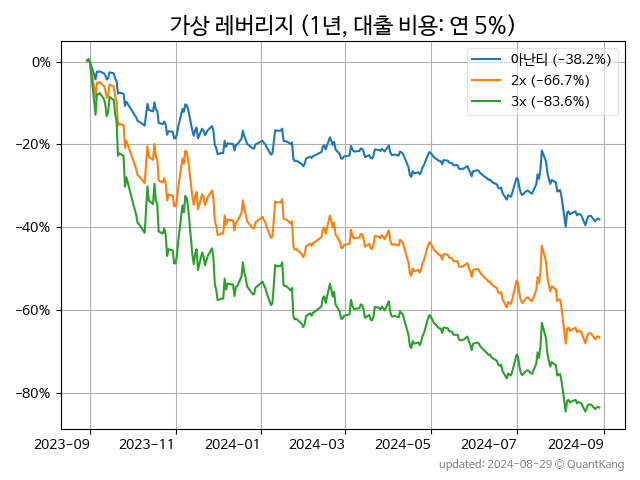 가상 레버리지 (1년, 대출 비용: 연 5%)
아난티 (−38.2%)
2x (−66.7%)
3x (−83.6%)
0%
−20%
−40%
−60%
−80%
2023-09 2023-11 2024-01 2024-03 2024-05 2024-07 2024-09
updated: 2024-08-29 © QuantKang